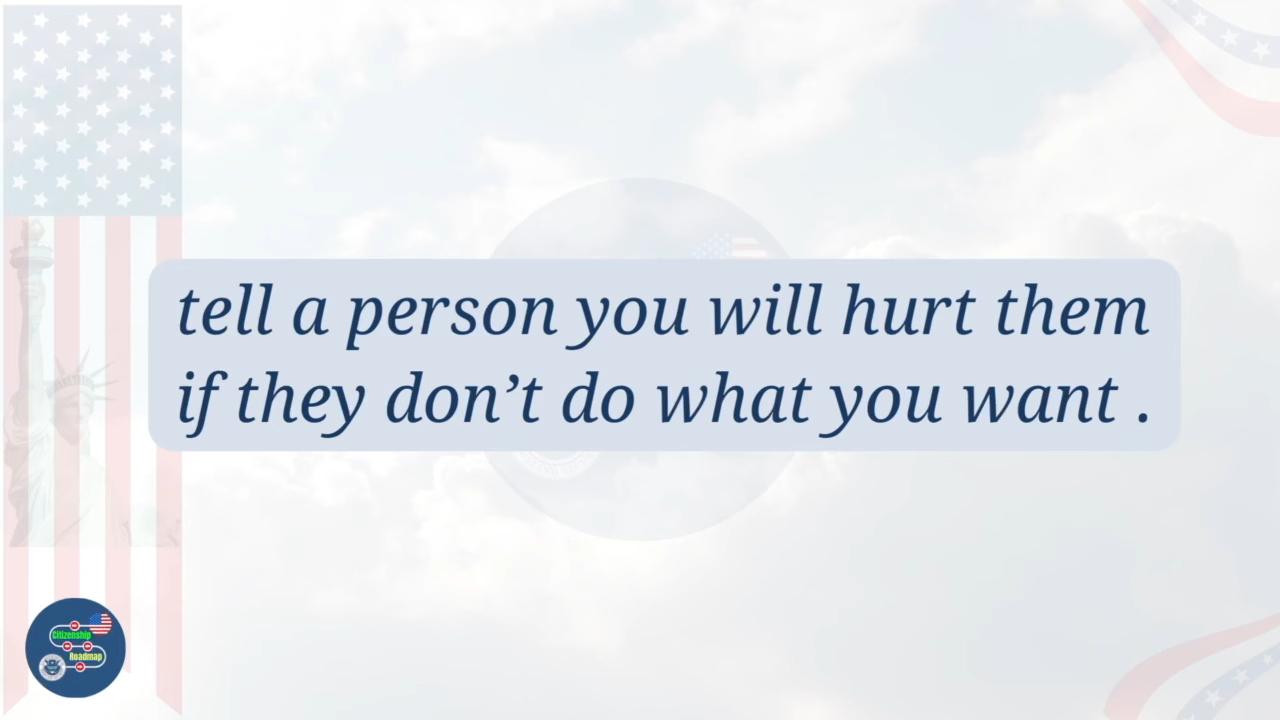 tell a person you will hurt them
if they don’t do what you want .
Citizenship
Roadmap